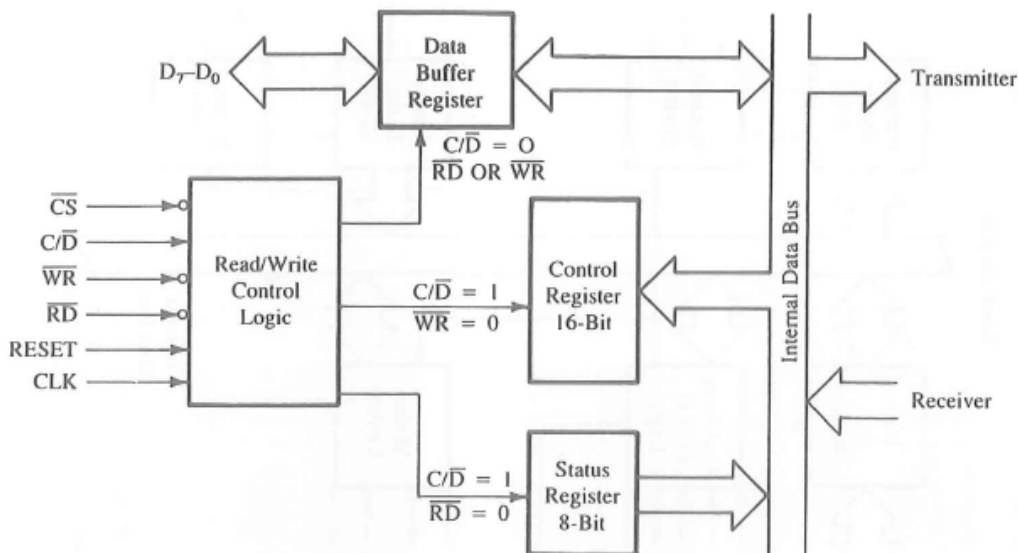 Data
Buffer
Register
D₇–D₀
Transmitter
C/D̅ = 0
R̅D̅ OR W̅R̅
C̅S̅
C/D̅
W̅R̅
R̅D̅
RESET
CLK
Read/Write
Control
Logic
C/D̅ = 1
W̅R̅ = 0
Control
Register
16-Bit
Internal Data Bus
Receiver
C/D̅ = 1
R̅D̅ = 0
Status
Register
8-Bit